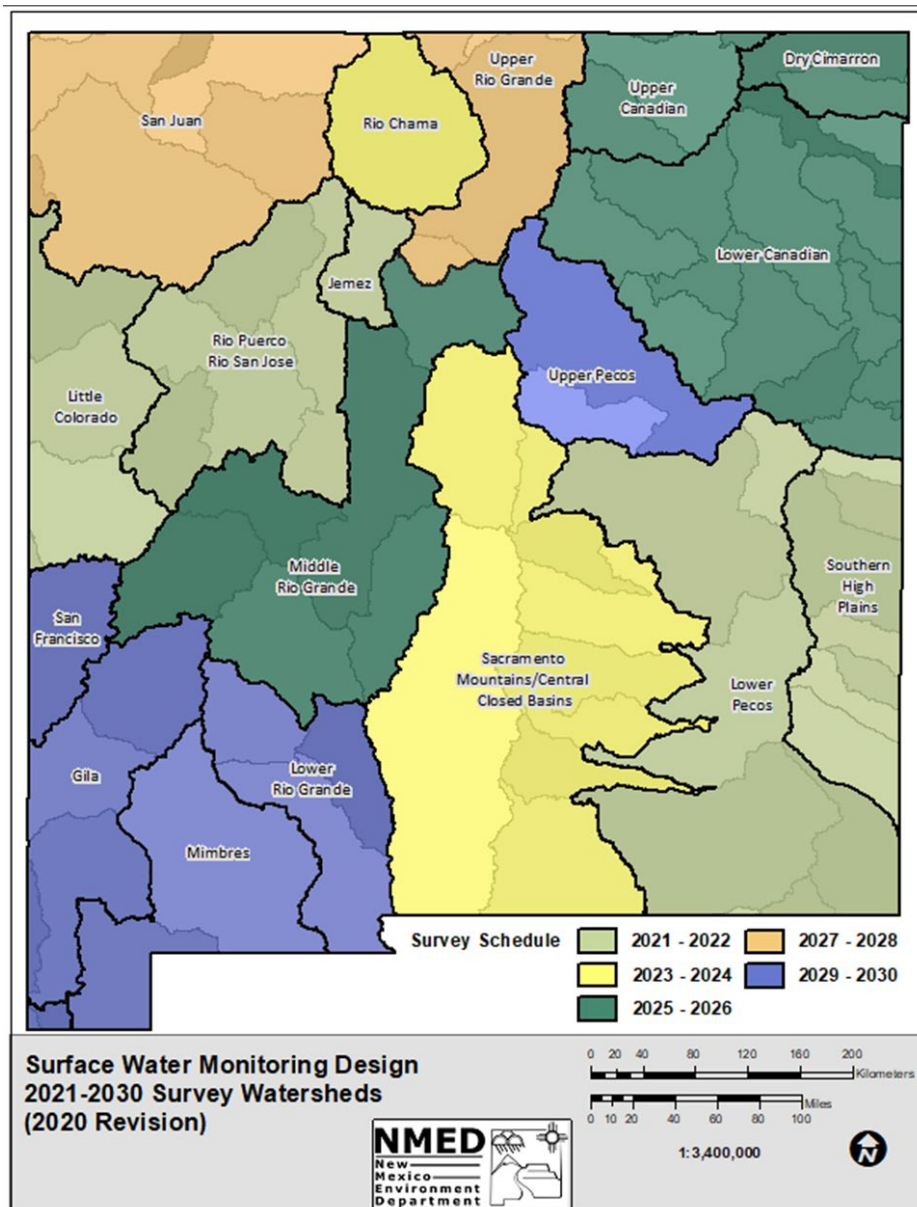 Upper
Rio Grande
Dry Cimarron
Upper
Canadian
San Juan
Rio Chama
Lower Canadian
Jemez
Rio Puerco
Rio San Jose
Upper Pecos
Little
Colorado
Middle
Rio Grande
Southern
High
Plains
San
Francisco
Sacramento
Mountains/Central
Closed Basins
Lower
Pecos
Gila
Lower
Rio Grande
Mimbres
Survey Schedule
2021 - 2022
2023 - 2024
2025 - 2026
2027 - 2028
2029 - 2030
Surface Water Monitoring Design
2021-2030 Survey Watersheds
(2020 Revision)
NMED
New
Mexico
Environment
Department
0 20 40 80 120 160 200
Kilometers
Miles
0 10 20 40 60 80 100
1:3,400,000
N